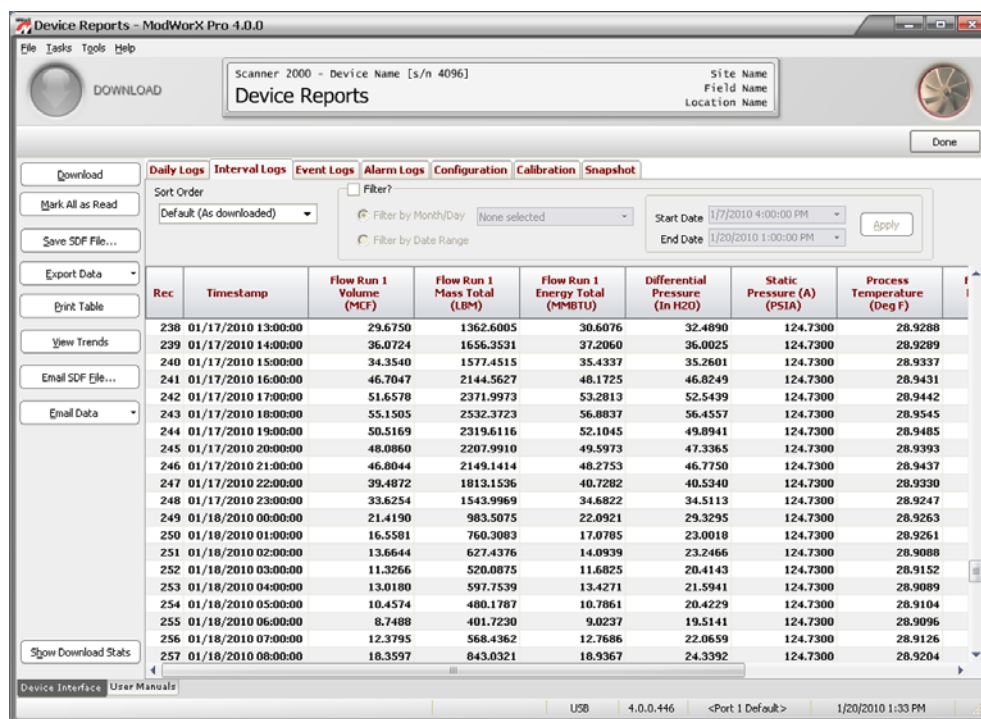 Device Reports - ModWorX Pro 4.0.0
File Tasks Tools Help
DOWNLOAD
Scanner 2000 - Device Name [s/n 4096]
Device Reports
Site Name
Field Name
Location Name
Done
Download
Mark All as Read
Save SDF File...
Export Data
Print Table
View Trends
Email SDF File...
Email Data
Show Download Stats
Daily Logs Interval Logs Event Logs Alarm Logs Configuration Calibration Snapshot
Sort Order
Default (As downloaded)
Filter?
Filter by Month/Day None selected
Filter by Date Range
Start Date 1/7/2010 4:00:00 PM
End Date 1/20/2010 1:00:00 PM
Apply
Rec Timestamp Flow Run 1 Volume (MCF) Flow Run 1 Mass Total (LBM) Flow Run 1 Energy Total (MMBTU) Differential Pressure (In H2O) Static Pressure (A) (PSIA) Process Temperature (Deg F)
238 01/17/2010 13:00:00 29.6750 1362.6005 30.6076 32.4890 124.7300 28.9288
239 01/17/2010 14:00:00 36.0724 1656.3531 37.2060 36.0025 124.7300 28.9289
240 01/17/2010 15:00:00 34.3540 1577.4515 35.4337 35.2601 124.7300 28.9337
241 01/17/2010 16:00:00 46.7047 2144.5627 48.1725 46.8249 124.7300 28.9431
242 01/17/2010 17:00:00 51.6578 2371.9973 53.2813 52.5439 124.7300 28.9442
243 01/17/2010 18:00:00 55.1505 2532.3723 56.8837 56.4557 124.7300 28.9545
244 01/17/2010 19:00:00 50.5169 2319.6116 52.1045 49.8941 124.7300 28.9485
245 01/17/2010 20:00:00 48.0860 2207.9910 49.5973 47.3365 124.7300 28.9393
246 01/17/2010 21:00:00 46.8044 2149.1414 48.2753 46.7750 124.7300 28.9437
247 01/17/2010 22:00:00 39.4872 1813.1536 40.7282 40.5340 124.7300 28.9330
248 01/17/2010 23:00:00 33.6254 1543.9969 34.6822 34.5113 124.7300 28.9247
249 01/18/2010 00:00:00 21.4190 983.5075 22.0921 29.3295 124.7300 28.9263
250 01/18/2010 01:00:00 16.5581 760.3083 17.0785 23.0018 124.7300 28.9261
251 01/18/2010 02:00:00 13.6644 627.4376 14.0939 23.2466 124.7300 28.9088
252 01/18/2010 03:00:00 11.3266 520.0875 11.6825 20.4143 124.7300 28.9152
253 01/18/2010 04:00:00 13.0180 597.7539 13.4271 21.5941 124.7300 28.9089
254 01/18/2010 05:00:00 10.4574 480.1787 10.7861 20.4229 124.7300 28.9104
255 01/18/2010 06:00:00 8.7488 401.7230 9.0237 19.5141 124.7300 28.9096
256 01/18/2010 07:00:00 12.3795 568.4362 12.7686 22.0659 124.7300 28.9126
257 01/18/2010 08:00:00 18.3597 843.0321 18.9367 24.3392 124.7300 28.9204
Device Interface User Manuals
USB 4.0.0.446 <Port 1 Default> 1/20/2010 1:33 PM